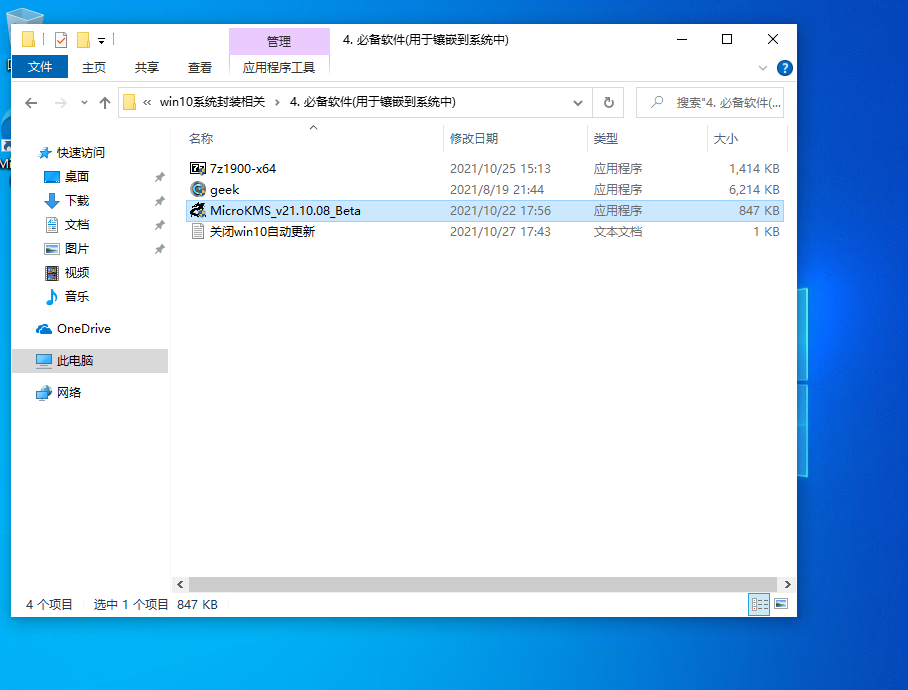 管理
4. 必备软件(用于镶嵌到系统中)
文件 主页 共享 查看 应用程序工具
« win10系统封装相关 › 4. 必备软件(用于镶嵌到系统中)
搜索"4. 必备软件(...
名称 修改日期 类型 大小
快速访问
桌面
下载
文档
图片
视频
音乐
OneDrive
此电脑
网络
7z1900-x64 2021/10/25 15:13 应用程序 1,414 KB
geek 2021/8/19 21:44 应用程序 6,214 KB
MicroKMS_v21.10.08_Beta 2021/10/22 17:56 应用程序 847 KB
关闭win10自动更新 2021/10/27 17:43 文本文档 1 KB
4 个项目 选中 1 个项目 847 KB